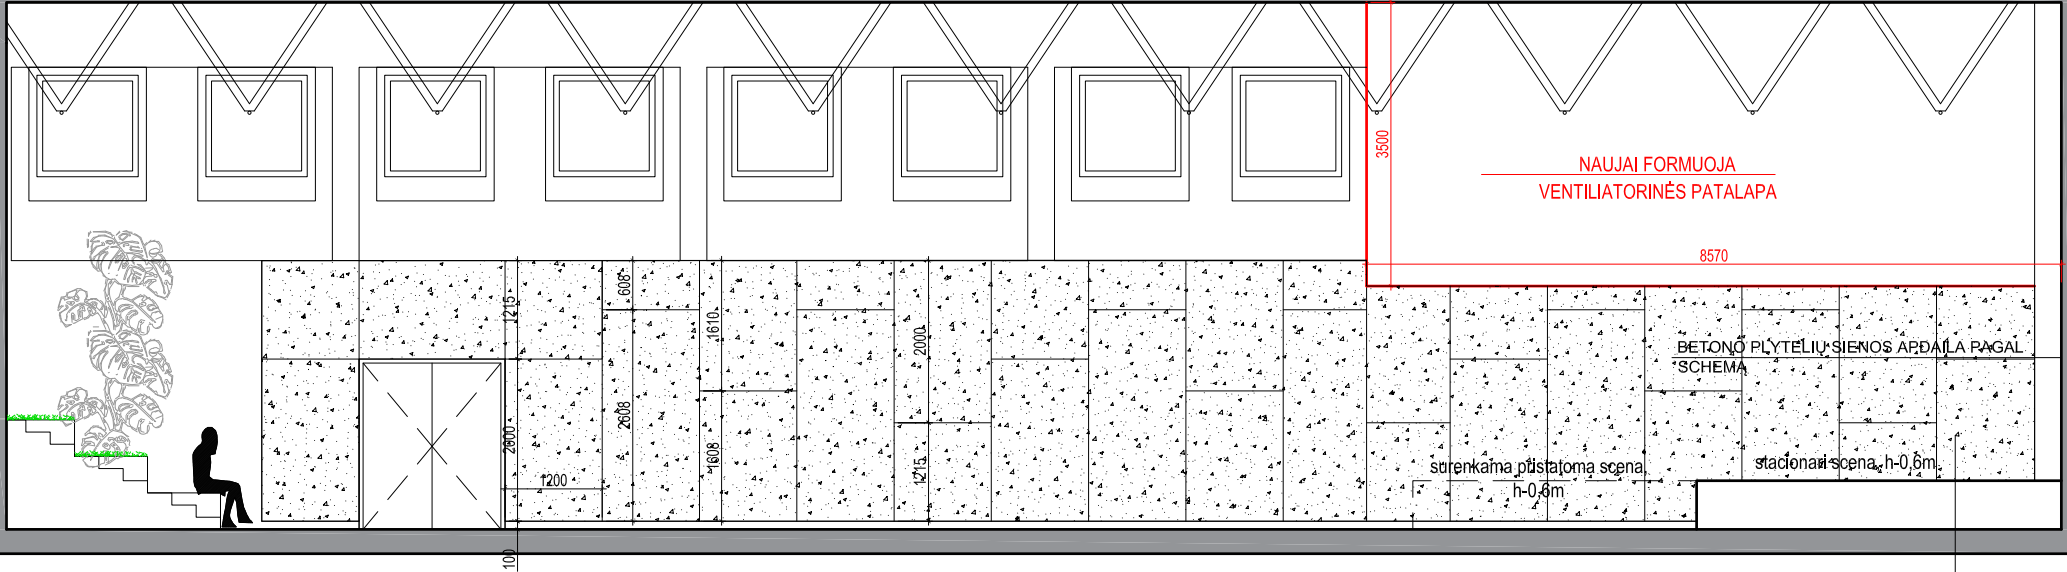 3500
NAUJAI FORMUOJA
VENTILIATORINĖS PATALAPA
8570
1215
608
1610
2000
BETONO PLYTELIŲ SIENOS APDAILA PAGAL
SCHEMA
2000
2608
1608
1215
1200
surenkama pristatoma scena,
h-0,6m
stacionari scena, h-0,6m
100